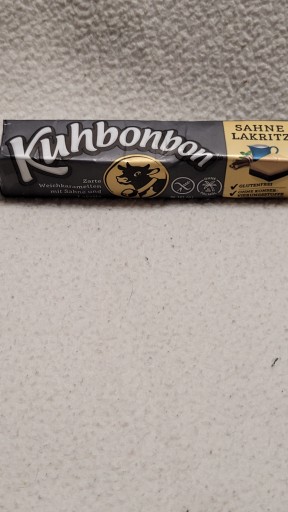 Kuhbonbon
SAHNE
LAKRITZ
Zarte
Weichkaramellen
mit Sahne und
GLUTENFREI